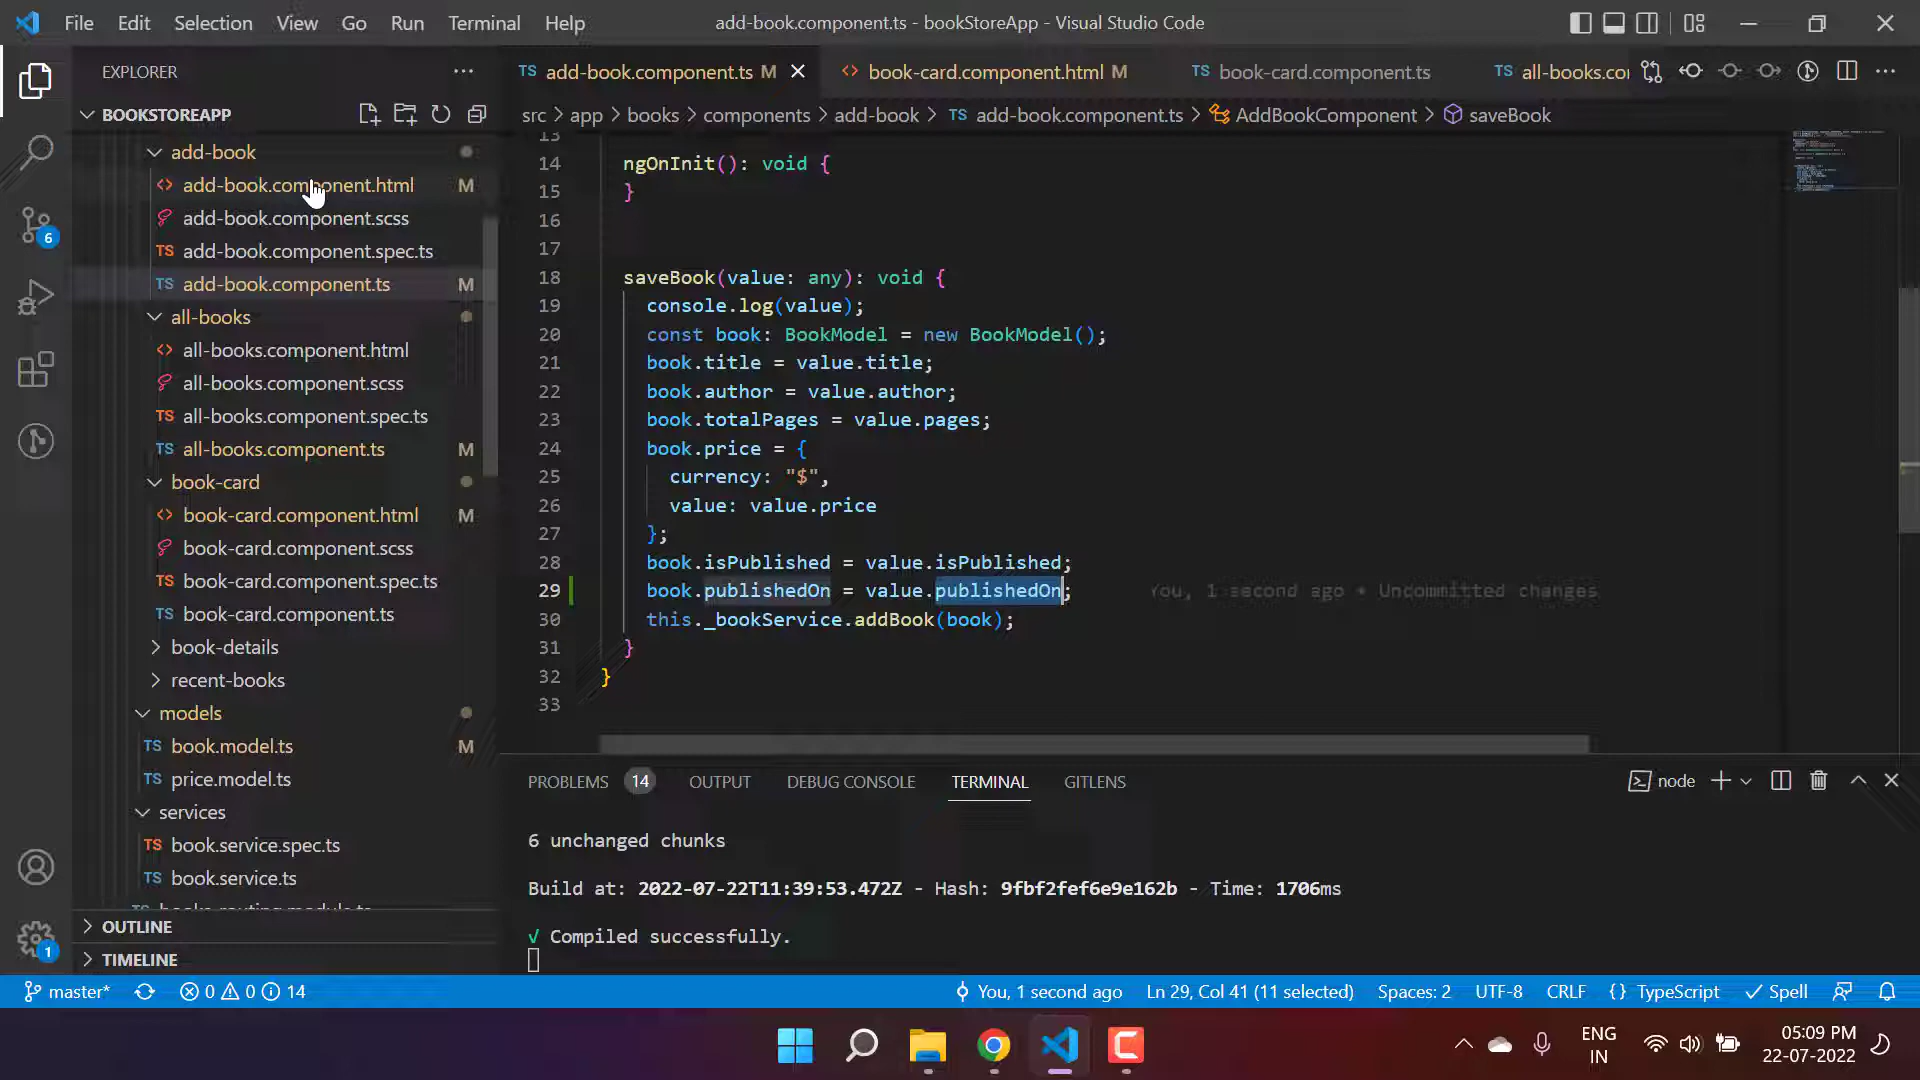 File Edit Selection View Go Run Terminal Help
add-book.component.ts - bookStoreApp - Visual Studio Code
EXPLORER
BOOKSTOREAPP
add-book
add-book.component.html M
add-book.component.scss
add-book.component.spec.ts
add-book.component.ts M
all-books
all-books.component.html
all-books.component.scss
all-books.component.spec.ts
all-books.component.ts M
book-card
book-card.component.html M
book-card.component.scss
book-card.component.spec.ts
book-card.component.ts
book-details
recent-books
models
book.model.ts M
price.model.ts
services
book.service.spec.ts
book.service.ts
OUTLINE
TIMELINE
6
1
TS add-book.component.ts M
book-card.component.html M
TS book-card.component.ts
TS all-books.co
src > app > books > components > add-book > TS add-book.component.ts > AddBookComponent > saveBook
13
14 ngOnInit(): void {
15 }
16
17
18 saveBook(value: any): void {
19 console.log(value);
20 const book: BookModel = new BookModel();
21 book.title = value.title;
22 book.author = value.author;
23 book.totalPages = value.pages;
24 book.price = {
25 currency: "$",
26 value: value.price
27 };
28 book.isPublished = value.isPublished;
29 book.publishedOn = value.publishedOn; You, 1 second ago • Uncommitted changes
30 this._bookService.addBook(book);
31 }
32 }
33
PROBLEMS 14 OUTPUT DEBUG CONSOLE TERMINAL GITLENS
node
6 unchanged chunks
Build at: 2022-07-22T11:39:53.472Z - Hash: 9fbf2fef6e9e162b - Time: 1706ms
√ Compiled successfully.
master* 0 0 14
You, 1 second ago Ln 29, Col 41 (11 selected) Spaces: 2 UTF-8 CRLF {} TypeScript Spell
ENG
IN
05:09 PM
22-07-2022